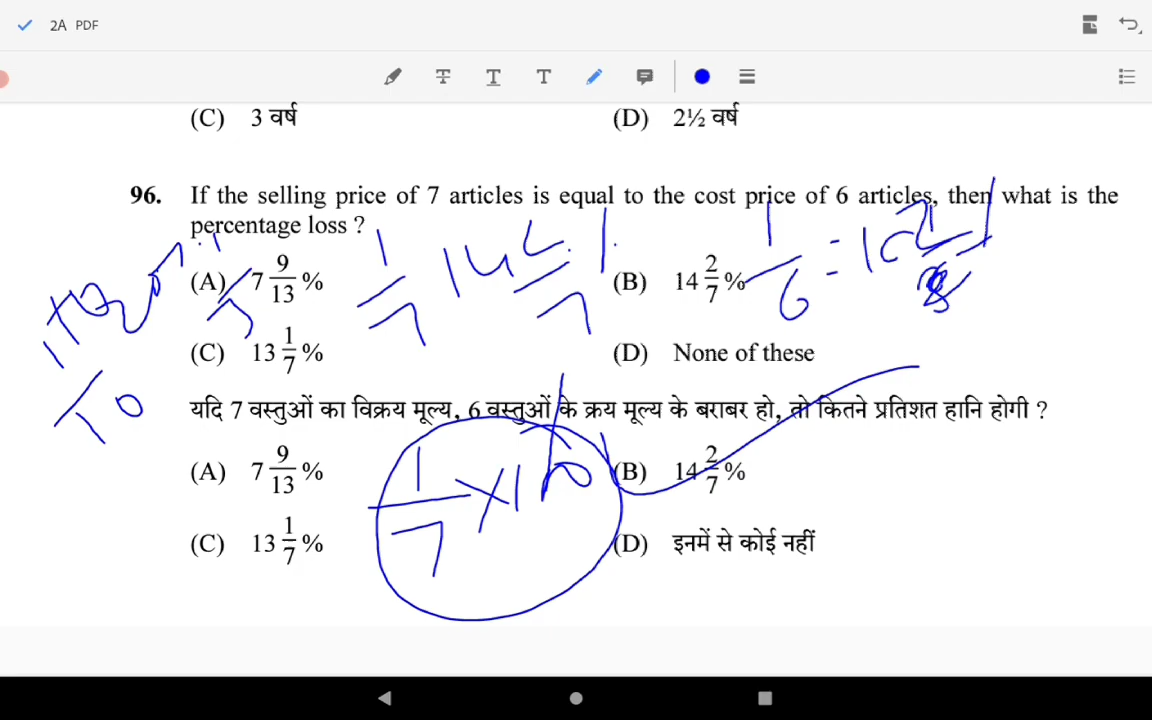 2A PDF
(C) 3 वर्ष (D) 2½ वर्ष
96. If the selling price of 7 articles is equal to the cost price of 6 articles, then what is the
percentage loss ?
(A) 7 9/13 % (B) 14 2/7 %
(C) 13 1/7 % (D) None of these
यदि 7 वस्तुओं का विक्रय मूल्य, 6 वस्तुओं के क्रय मूल्य के बराबर हो, तो कितने प्रतिशत हानि होगी ?
(A) 7 9/13 % (B) 14 2/7 %
(C) 13 1/7 % (D) इनमें से कोई नहीं
1/7 × 100